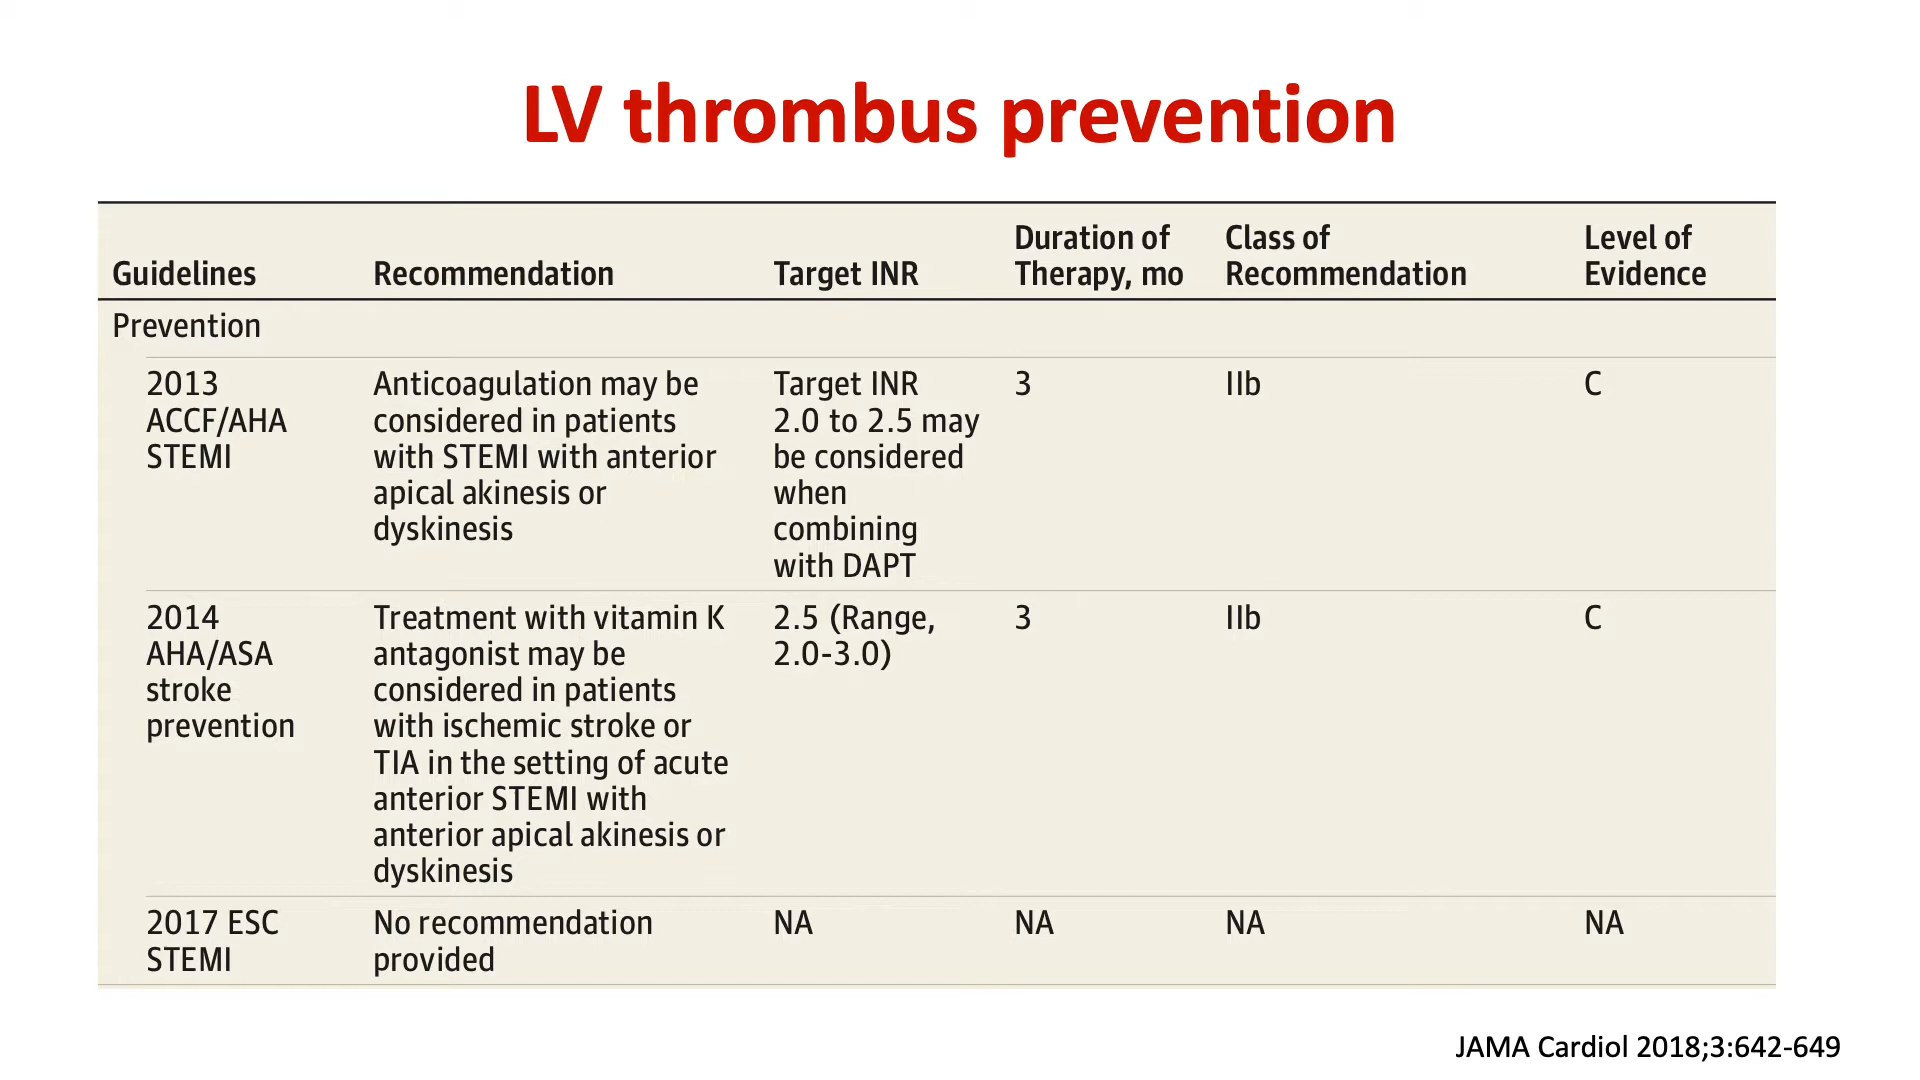 LV thrombus prevention
Guidelines Recommendation Target INR Duration of Therapy, mo Class of Recommendation Level of Evidence
Prevention
2013
ACCF/AHA
STEMI
Anticoagulation may be
considered in patients
with STEMI with anterior
apical akinesis or
dyskinesis
Target INR
2.0 to 2.5 may
be considered
when
combining
with DAPT
3
IIb
C
2014
AHA/ASA
stroke
prevention
Treatment with vitamin K
antagonist may be
considered in patients
with ischemic stroke or
TIA in the setting of acute
anterior STEMI with
anterior apical akinesis or
dyskinesis
2.5 (Range,
2.0-3.0)
3
IIb
C
2017 ESC
STEMI
No recommendation
provided
NA
NA
NA
NA
JAMA Cardiol 2018;3:642-649